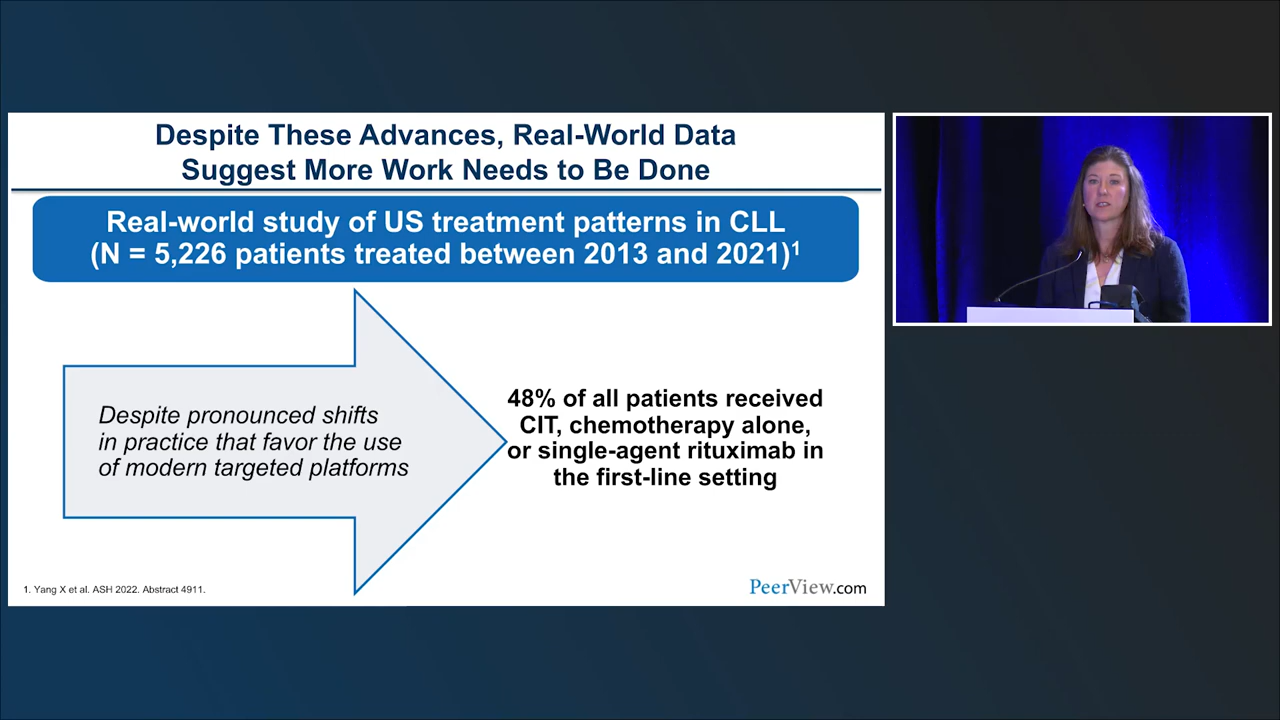 Despite These Advances, Real-World Data
Suggest More Work Needs to Be Done
Real-world study of US treatment patterns in CLL
(N = 5,226 patients treated between 2013 and 2021)¹
Despite pronounced shifts
in practice that favor the use
of modern targeted platforms
48% of all patients received
CIT, chemotherapy alone,
or single-agent rituximab in
the first-line setting
1. Yang X et al. ASH 2022. Abstract 4911.
PeerView.com